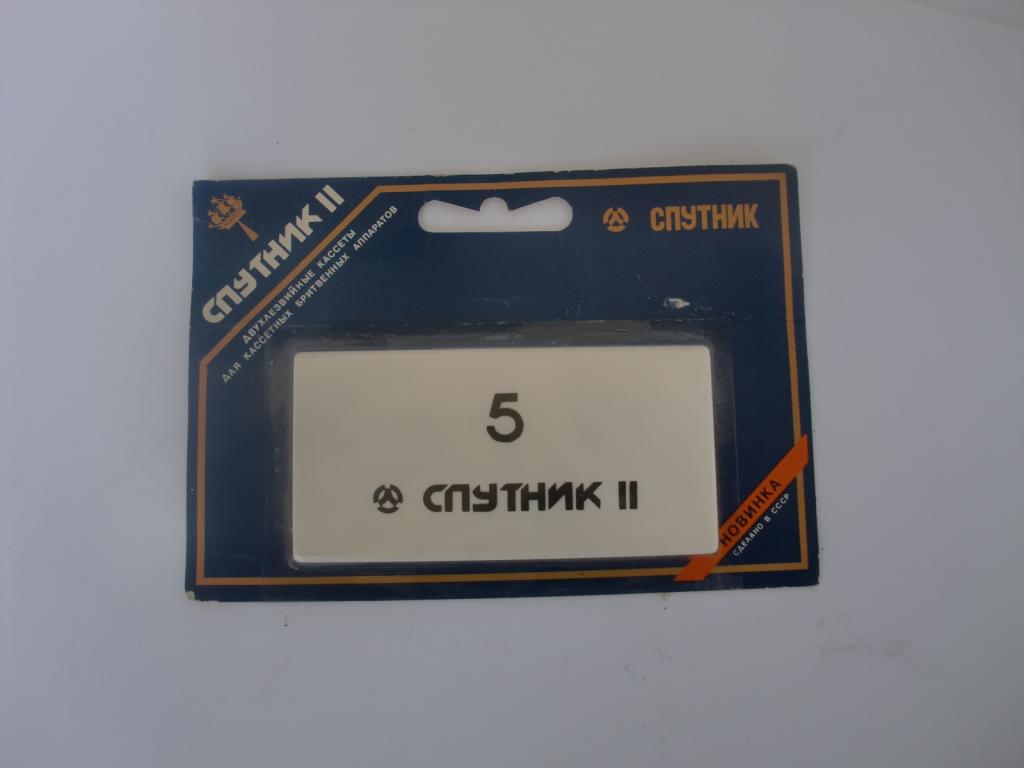 СПУТНИК II
ДВУХЛЕЗВИЙНЫЕ КАССЕТЫ
ДЛЯ КАССЕТНЫХ БРИТВЕННЫХ АППАРАТОВ
СПУТНИК
5
СПУТНИК II
НОВИНКА
СДЕЛАНО В СССР